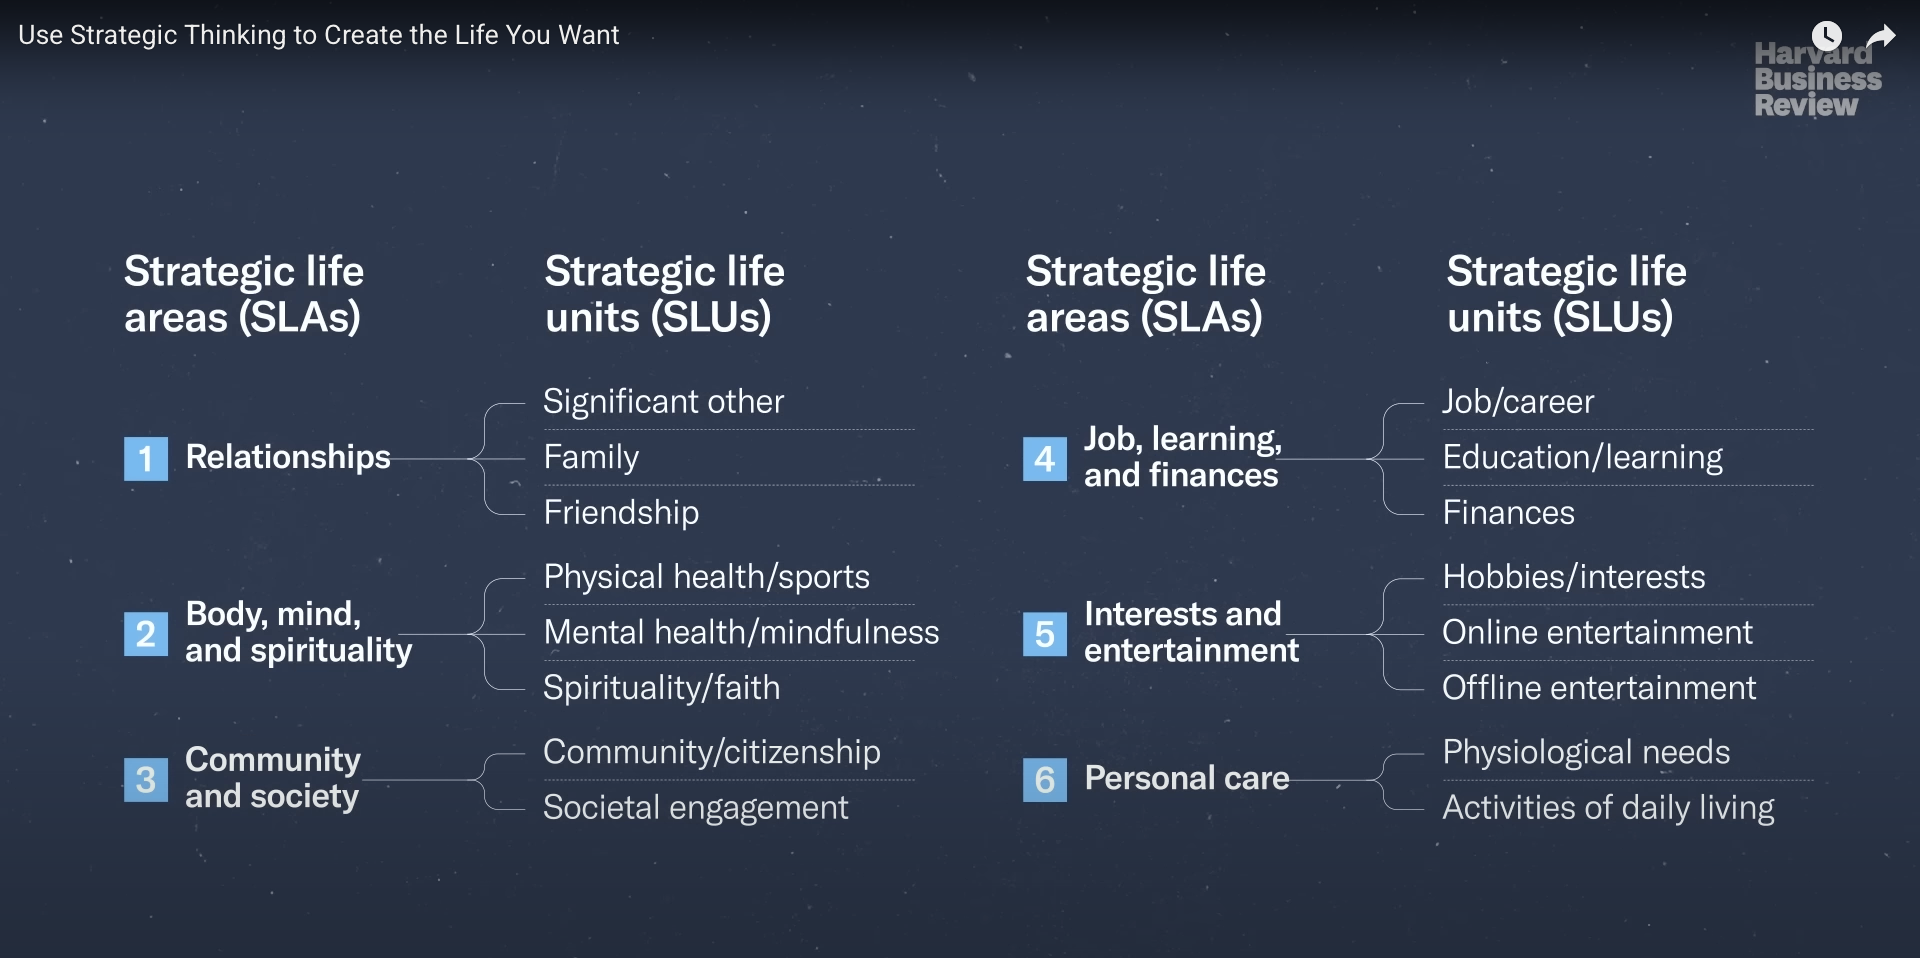 Use Strategic Thinking to Create the Life You Want
Harvard
Business
Review
Strategic life
areas (SLAs)
Strategic life
units (SLUs)
1
Relationships
Significant other
Family
Friendship
2
Body, mind,
and spirituality
Physical health/sports
Mental health/mindfulness
Spirituality/faith
3
Community
and society
Community/citizenship
Societal engagement
Strategic life
areas (SLAs)
Strategic life
units (SLUs)
4
Job, learning,
and finances
Job/career
Education/learning
Finances
5
Interests and
entertainment
Hobbies/interests
Online entertainment
Offline entertainment
6
Personal care
Physiological needs
Activities of daily living